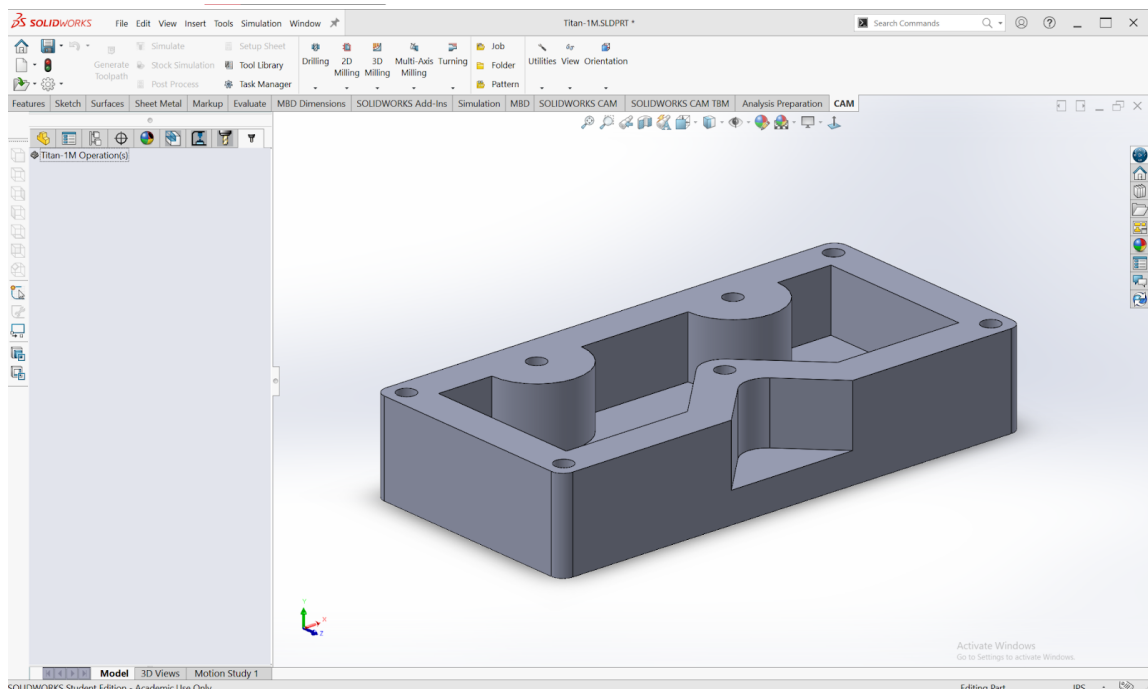 SOLIDWORKS File Edit View Insert Tools Simulation Window Titan-1M.SLDPRT * Search Commands
Simulate Setup Sheet Job
Generate Toolpath Stock Simulation Tool Library Drilling 2D Milling 3D Milling Multi-Axis Milling Turning Folder Utilities View Orientation
Post Process Task Manager Pattern
Features Sketch Surfaces Sheet Metal Markup Evaluate MBD Dimensions SOLIDWORKS Add-Ins Simulation MBD SOLIDWORKS CAM SOLIDWORKS CAM TBM Analysis Preparation CAM
Titan-1M Operation(s)
Y
X
Z
Activate Windows
Go to Settings to activate Windows.
Model 3D Views Motion Study 1
SOLIDWORKS Student Edition - Academic Use Only Editing Part IPS